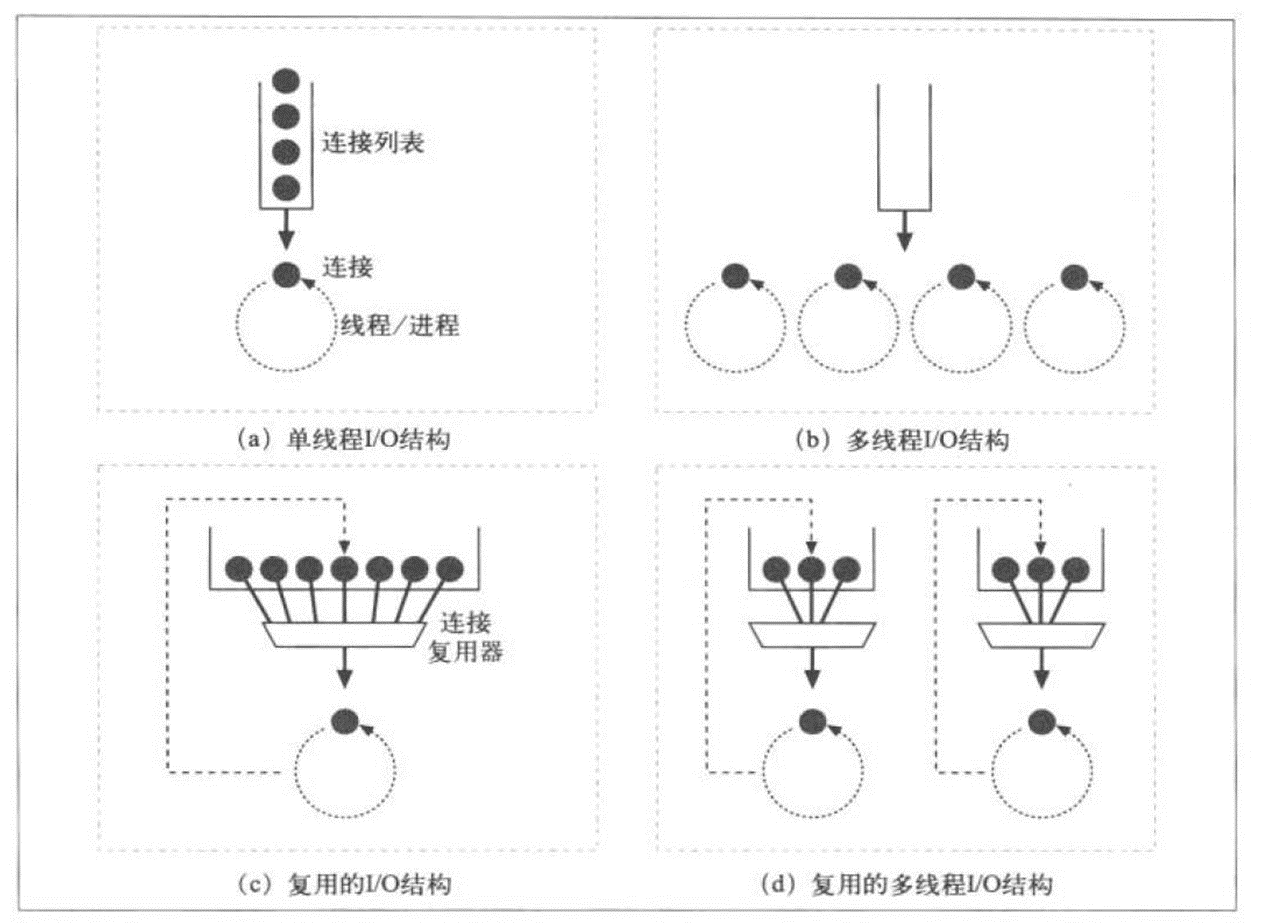 连接列表
连接
线程/进程
(a) 单线程I/O结构
(b) 多线程I/O结构
连接
复用器
(c) 复用的I/O结构
(d) 复用的多线程I/O结构